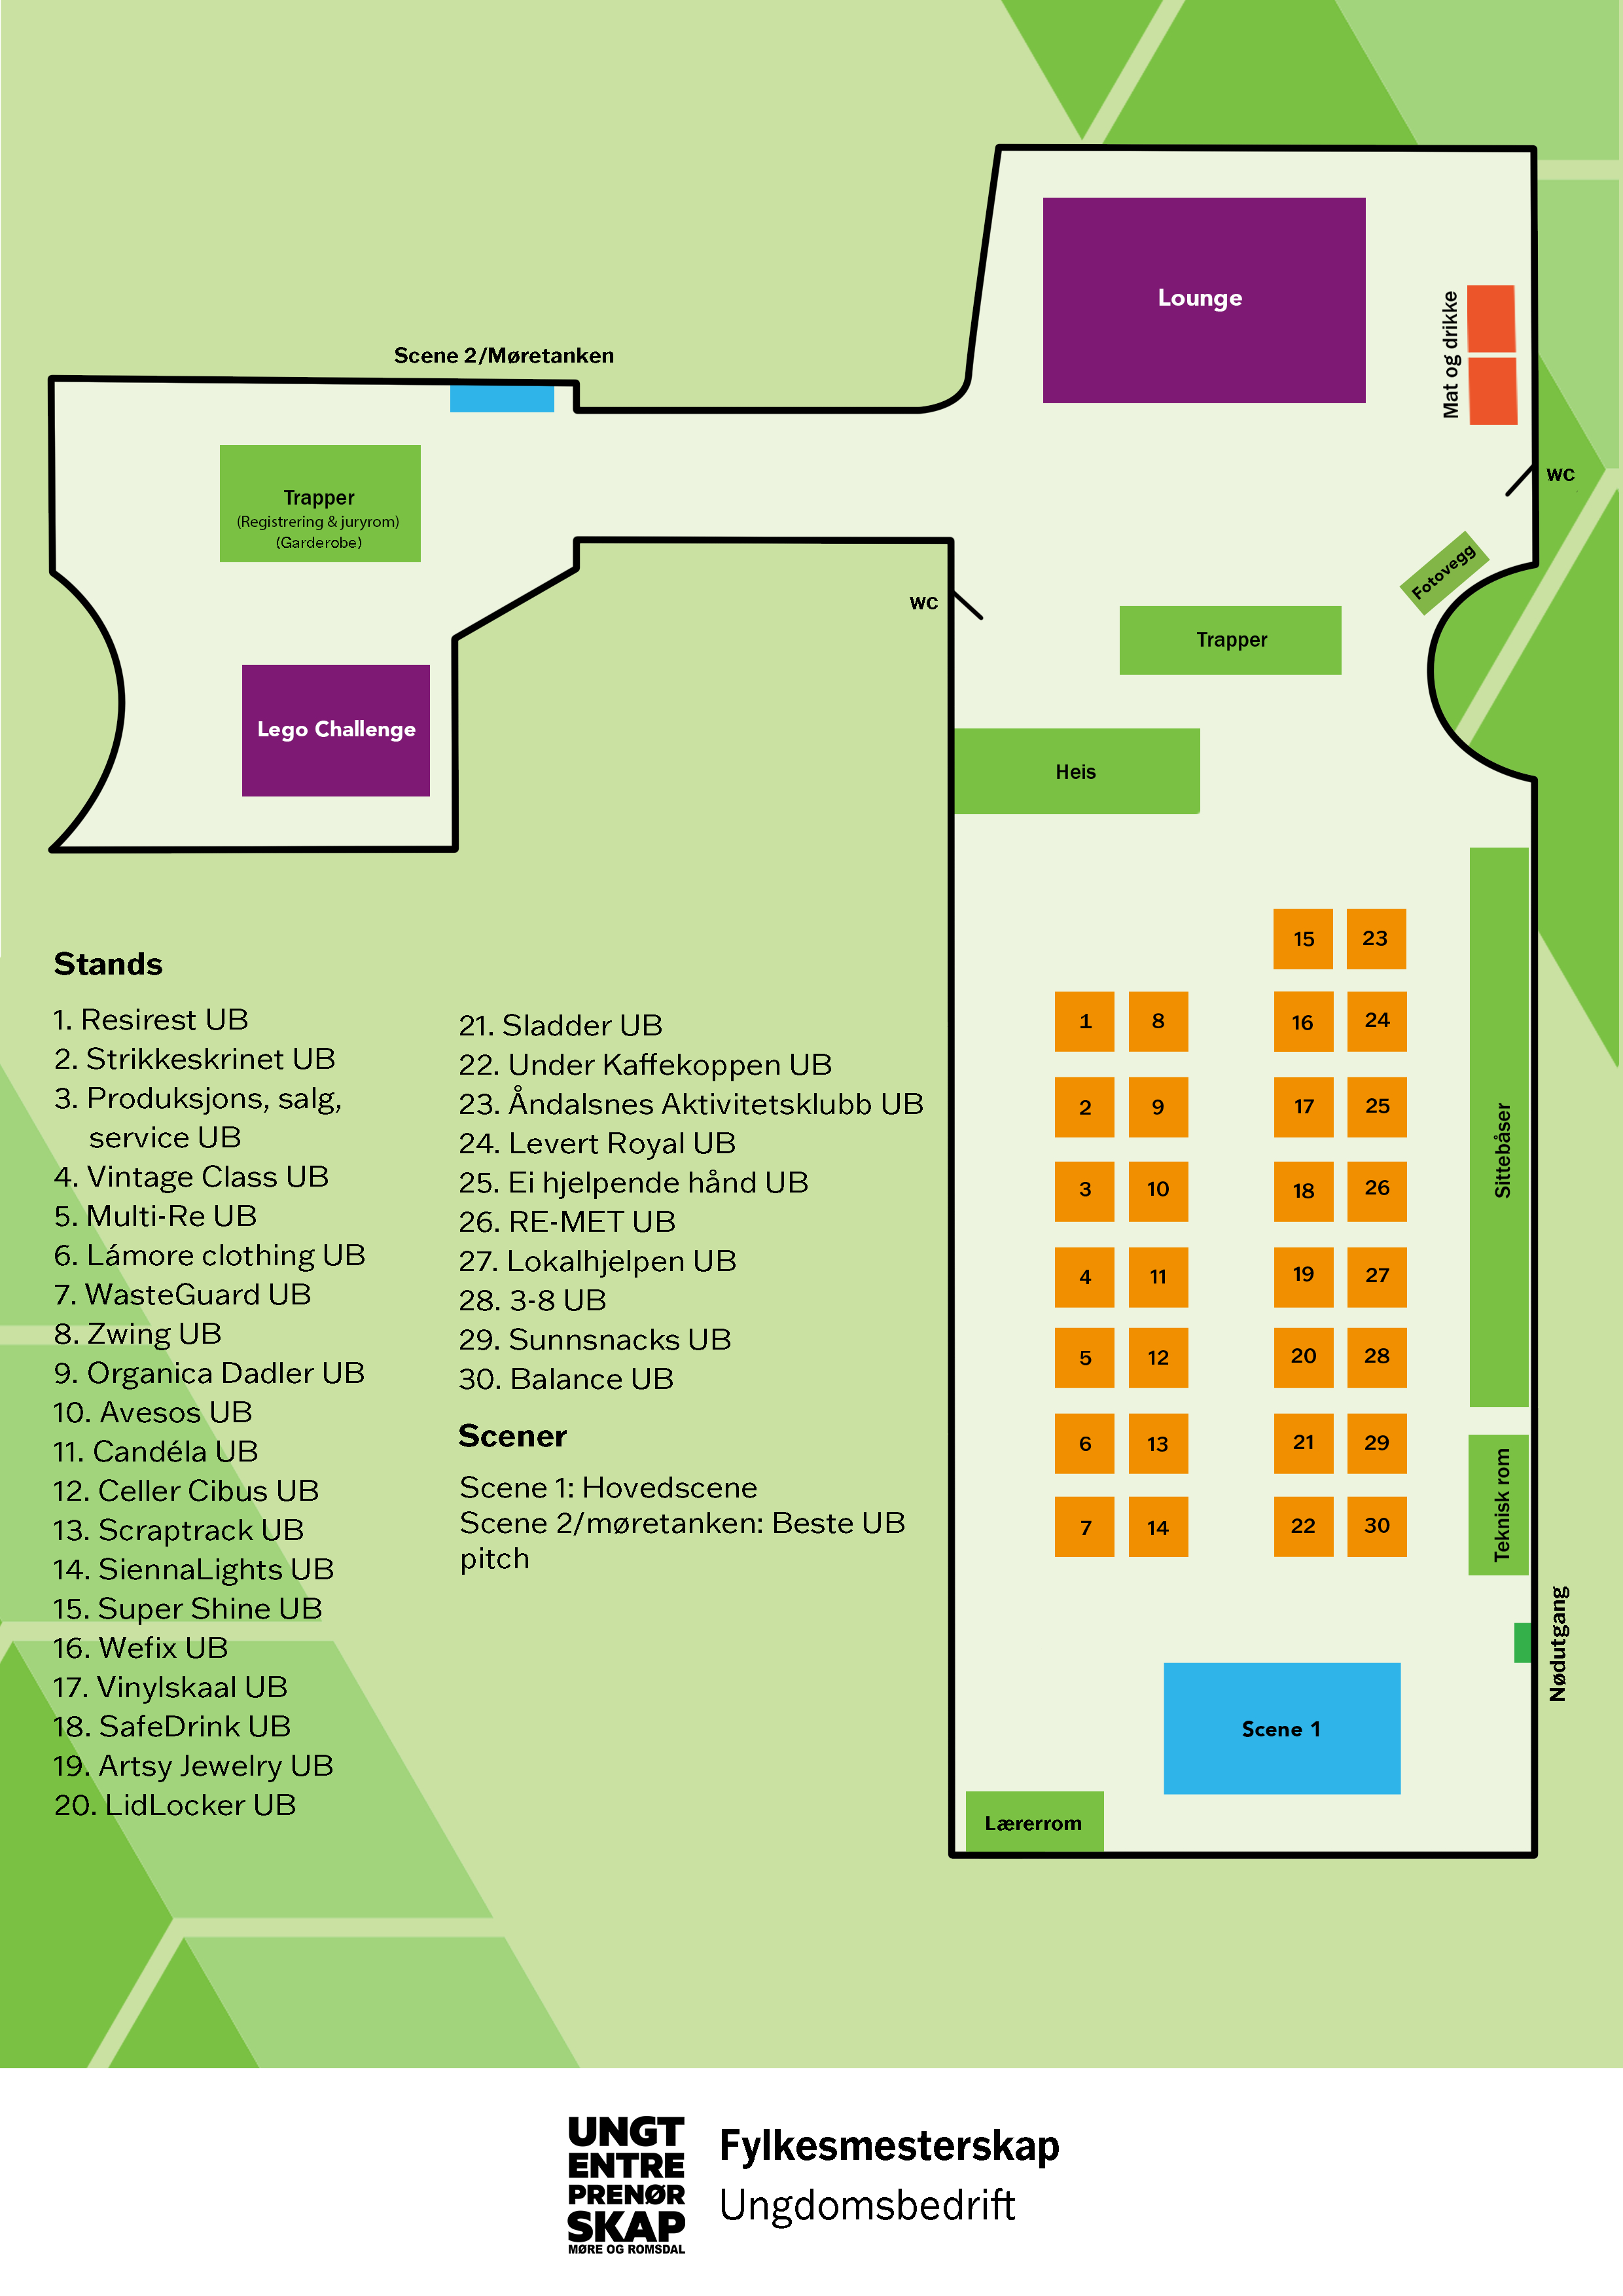 Lounge
Mat og drikke
Scene 2/Møretanken
WC
Trapper
(Registrering & juryrom)
(Garderobe)
Fotovegg
WC
Trapper
Lego Challenge
Heis
15 23
1 8 16 24
2 9 17 25
3 10 18 26
4 11 19 27
5 12 20 28
6 13 21 29
7 14 22 30
Sittebåser
Teknisk rom
Nødutgang
Scene 1
Lærerrom
Stands
1. Resirest UB
2. Strikkeskrinet UB
3. Produksjons, salg,
service UB
4. Vintage Class UB
5. Multi-Re UB
6. Lámore clothing UB
7. WasteGuard UB
8. Zwing UB
9. Organica Dadler UB
10. Avesos UB
11. Candéla UB
12. Celler Cibus UB
13. Scraptrack UB
14. SiennaLights UB
15. Super Shine UB
16. Wefix UB
17. Vinylskaal UB
18. SafeDrink UB
19. Artsy Jewelry UB
20. LidLocker UB
21. Sladder UB
22. Under Kaffekoppen UB
23. Åndalsnes Aktivitetsklubb UB
24. Levert Royal UB
25. Ei hjelpende hånd UB
26. RE-MET UB
27. Lokalhjelpen UB
28. 3-8 UB
29. Sunnsnacks UB
30. Balance UB
Scener
Scene 1: Hovedscene
Scene 2/møretanken: Beste UB
pitch
UNGT
ENTRE
PRENØR
SKAP
MØRE OG ROMSDAL
Fylkesmesterskap
Ungdomsbedrift